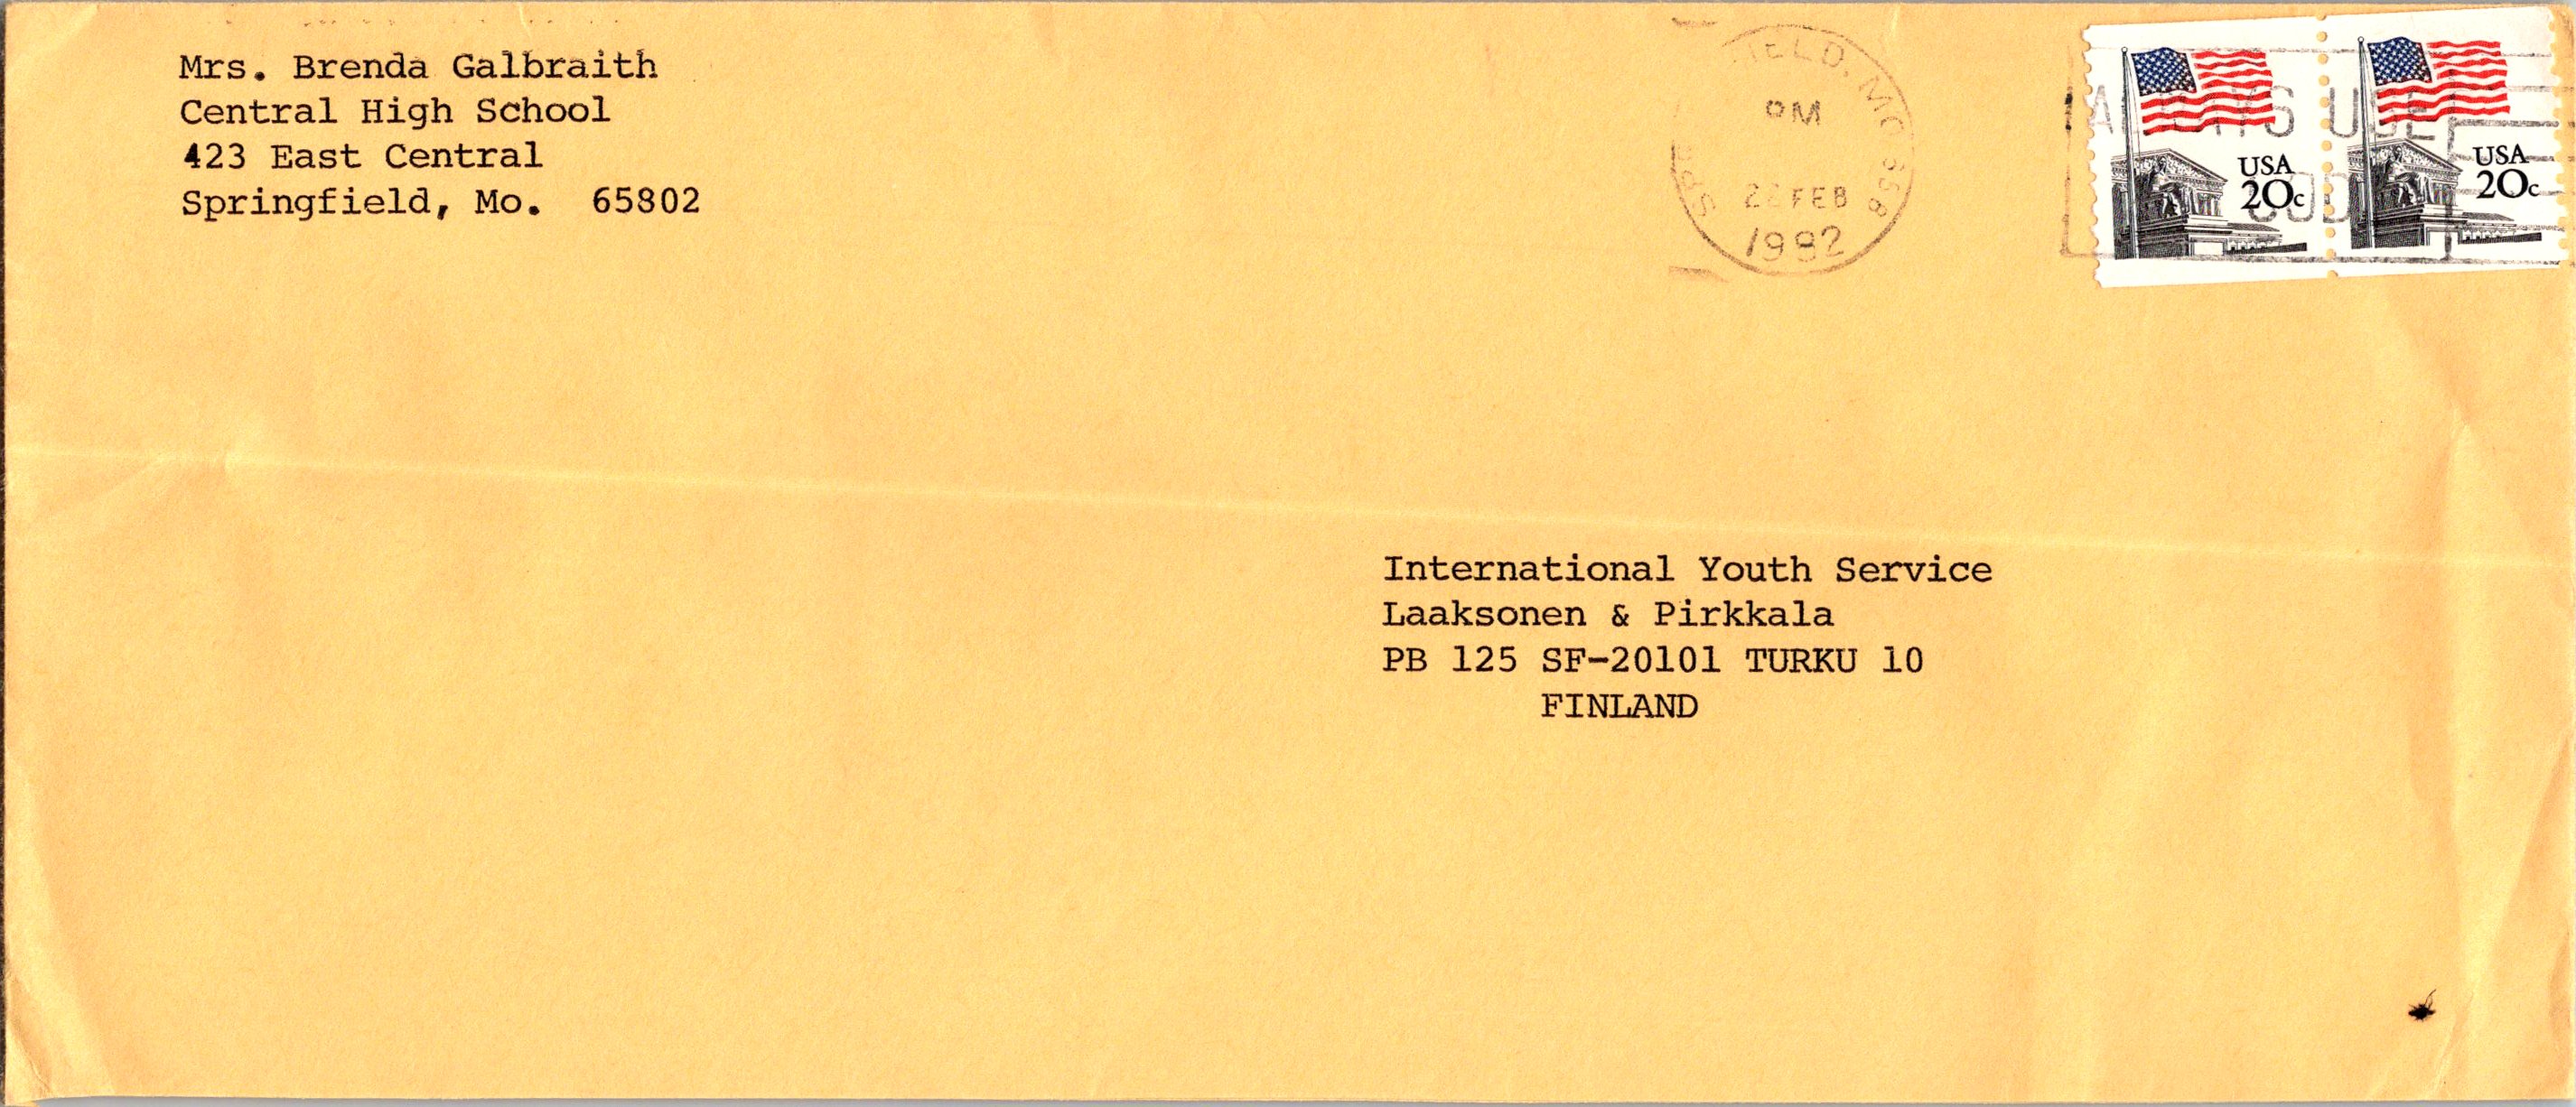 Mrs. Brenda Galbraith
Central High School
423 East Central
Springfield, Mo. 65802
PM
FEB
1982
USA
20c
USA
20c
International Youth Service
Laaksonen & Pirkkala
PB 125 SF-20101 TURKU 10
FINLAND